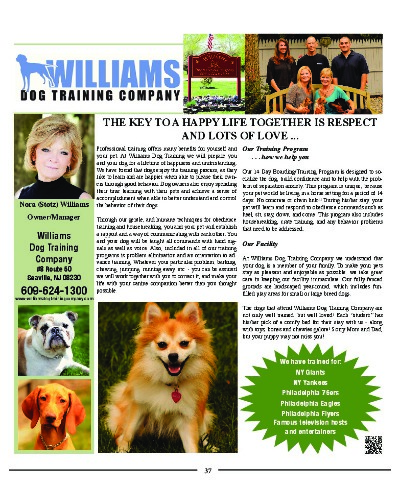 WILLIAMS
DOG TRAINING COMPANY
THE KEY TO A HAPPY LIFE TOGETHER IS RESPECT
AND LOTS OF LOVE ...
Nora (Stotz) Williams
Owner/Manager
Williams
Dog Training
Company
#8 Route 50
Seaville, NJ 08230
609-624-1300
www.williamsdogtrainingcompany.com
Professional training offers many benefits for yourself and
your pet. At Williams Dog Training we will prepare you
and your dog for a lifetime of happiness and understanding.
We have found that dogs enjoy the training process, as they
like to learn and are happier when able to please their owners
through good behavior. Dog owners also enjoy spending
their time training with their pets and achieve a sense of
accomplishment when able to better understand and control
the behavior of their dogs.
Through our gentle, and humane techniques for obedience
training and housebreaking, you and your pet will establish
a rapport and a way of communicating with each other. You
and your dog will be taught all commands with hand signals
as well as voice. Also, included in all of our training
programs is problem elimination and an orientation to advance
training. Whatever your particular problem, barking,
chewing, jumping, running away etc. - you can be assured
we will work together with you to correct it, and make your
life with your canine companion better than you thought
possible.
Our Training Program
. . . how we help you
Our 14 Day Boarding/Training Program is designed to socialize
the dog, build confidence and to help with the problem
of separation anxiety. This program is unique, because
your pet would be living in a home setting for a period of 14
days. No concrete or chain link! During his/her stay your
pet will learn and respond to obedience commands such as
heel, sit, stay, down, and come. This program also includes
housebreaking, crate training, and any behavior problems
that need to be addressed.
Our Facility
At Williams Dog Training Company we understand that
your dog is a member of your family. To make your pet's
stay as pleasant and enjoyable as possible we take great
care in keeping our facility immaculate. Our fully fenced
grounds are landscaped year-round, which includes fun-filled
play areas for small or large breed dogs.
The dogs that attend Williams Dog Training Company are
not only well trained, but well loved! Each "student" has
his/her pick of a comfy bed for their stay with us - along
with toys, bones and chewies galore! Sorry Mom and Dad,
but your puppy may not miss you!
We have trained for:
NY Giants
NY Yankees
Philadelphia 76ers
Philadelphia Eagles
Philadelphia Flyers
Famous television hosts
and entertainers
37